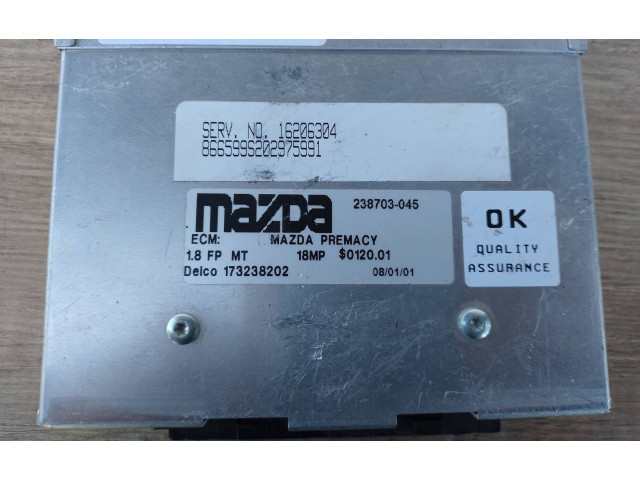 SERV. NO. 16206304
866599S202975991
mazda 238703-045
ECM: MAZDA PREMACY
1.8 FP MT 18MP $0120.01
Delco 173238202 08/01/01
OK
QUALITY
ASSURANCE